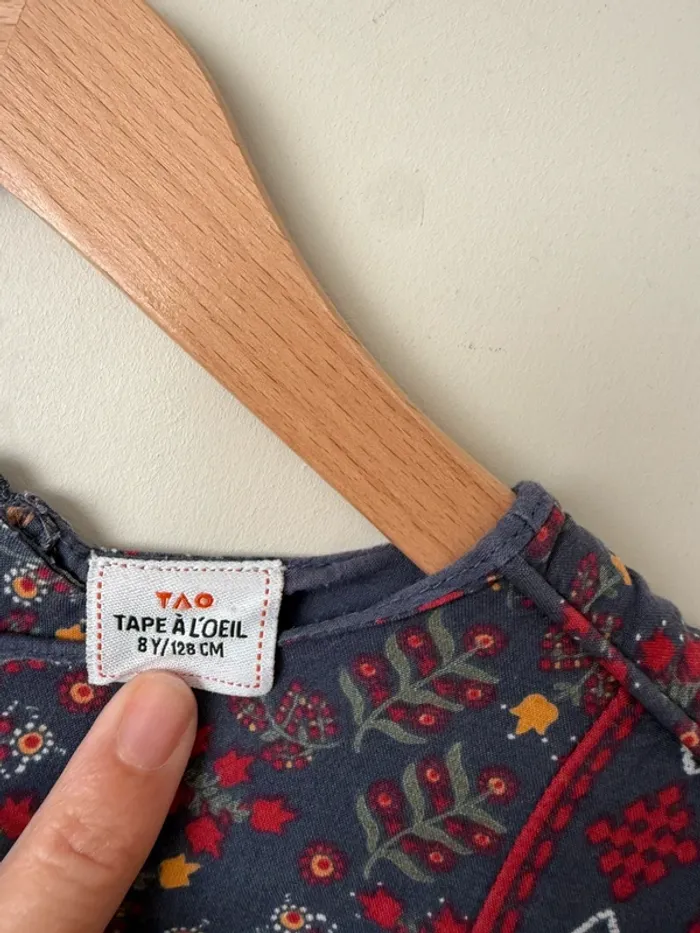 TAO
TAPE À L'OEIL
8 Y/128 CM